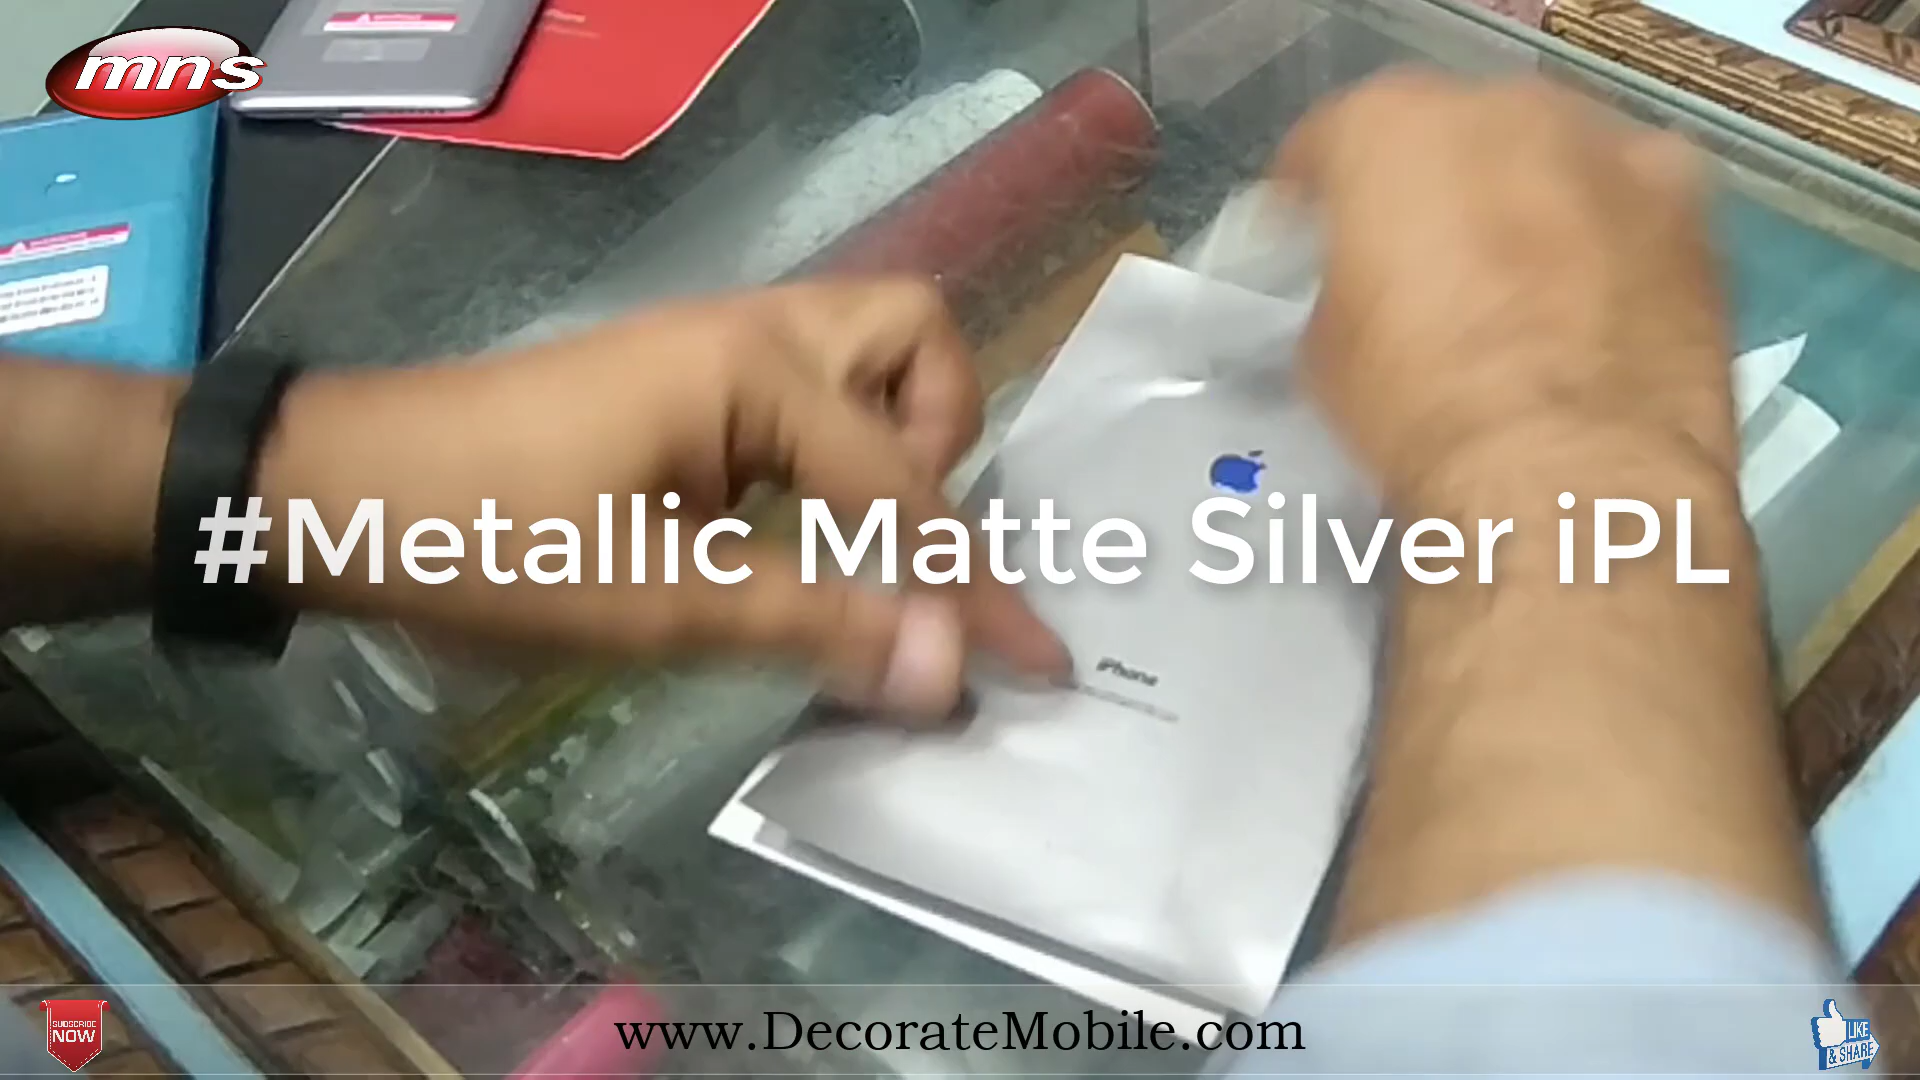 mns
#Metallic Matte Silver iPL
iPhone
SUBSCRIBE
NOW
www.DecorateMobile.com
LIKE
& SHARE